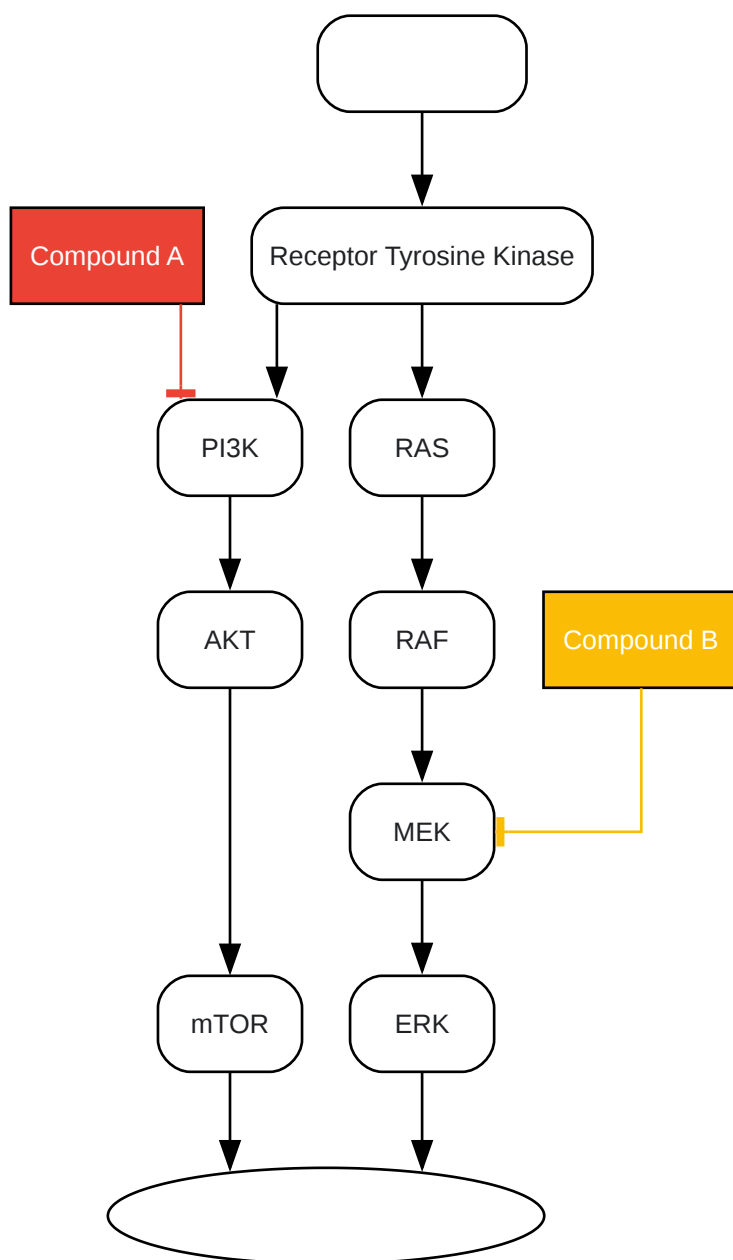 Receptor Tyrosine Kinase
Compound A
PI3K
RAS
AKT
RAF
Compound B
MEK
mTOR
ERK